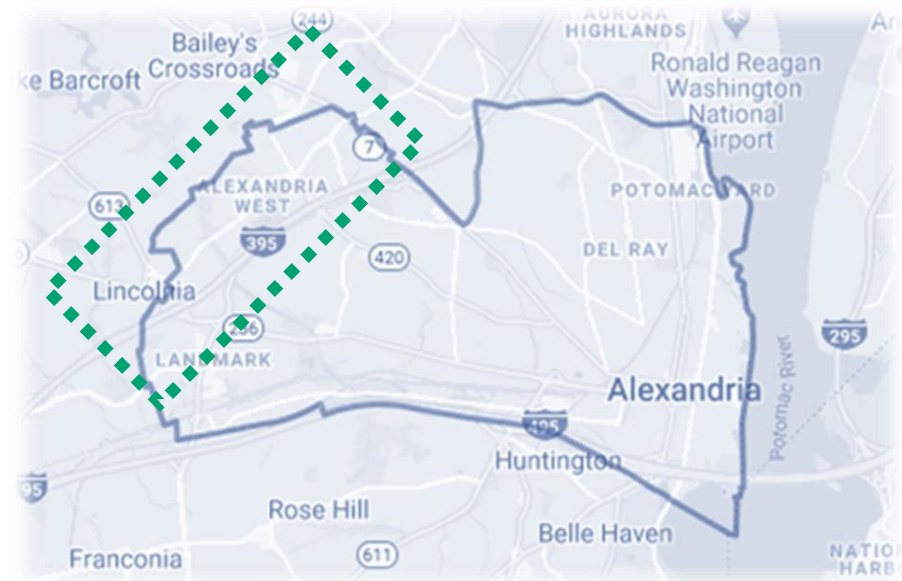 244
AURORA
HIGHLANDS
Bailey's
Crossroads
ke Barcroft
Ronald Reagan
Washington
National
Airport
7
ALEXANDRIA
WEST
POTOMAC YARD
613
395
420
DEL RAY
Lincolnia
236
295
LANDMARK
Alexandria
Potomac River
495
Huntington
95
Rose Hill
Belle Haven
611
Franconia
NATIO
HARB